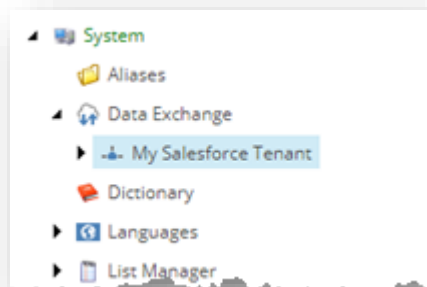 System
Aliases
Data Exchange
My Salesforce Tenant
Dictionary
Languages
List Manager